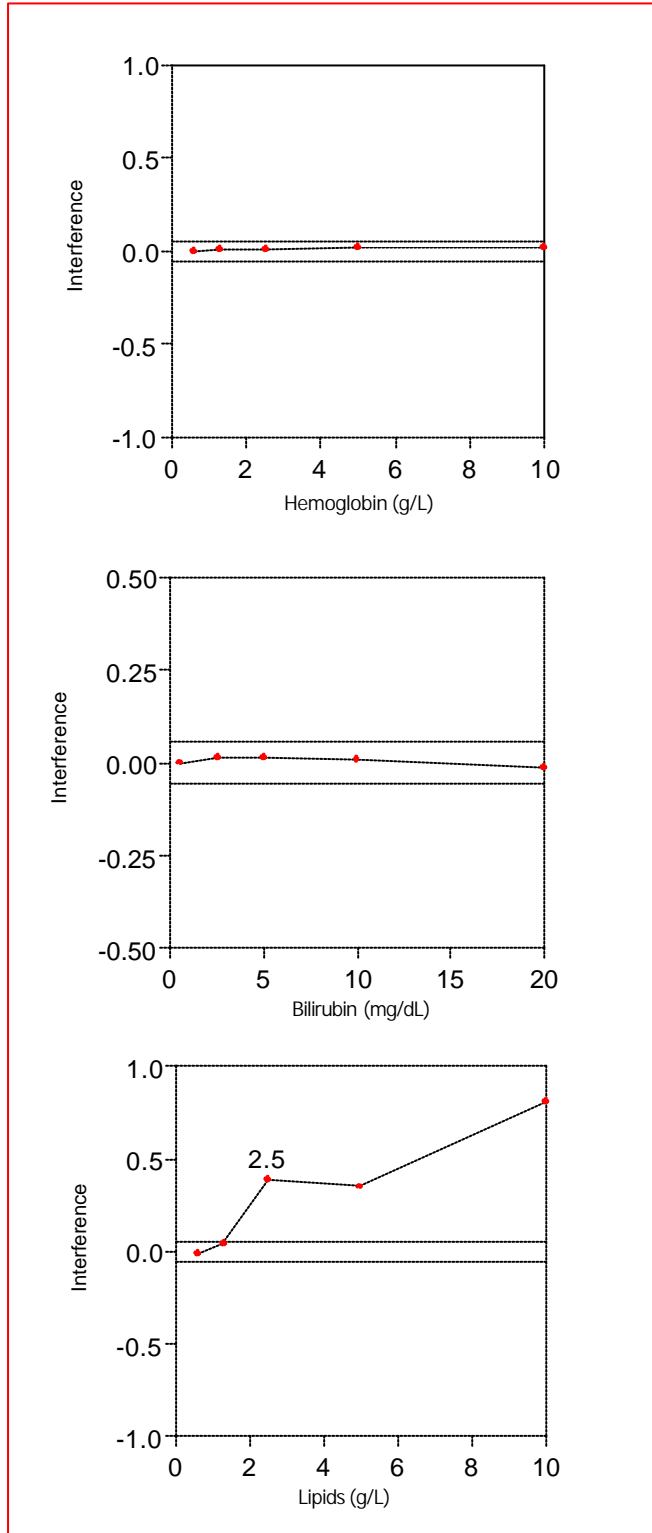 1.0
0.5
Interference
0.0
-0.5
-1.0
0 2 4 6 8 10
Hemoglobin (g/L)
0.50
0.25
Interference
0.00
-0.25
-0.50
0 5 10 15 20
Bilirubin (mg/dL)
1.0
0.5
2.5
Interference
0.0
-0.5
-1.0
0 2 4 6 8 10
Lipids (g/L)